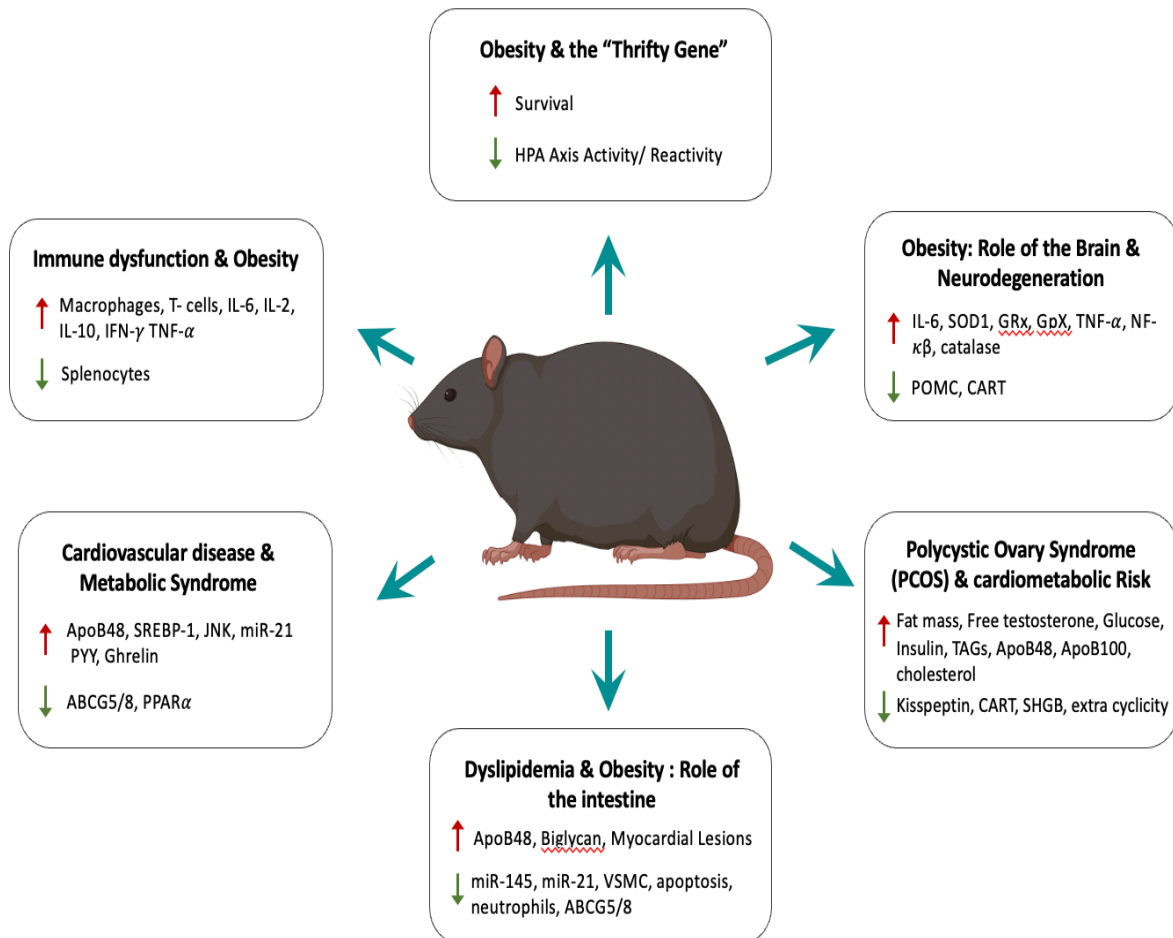 Obesity & the “Thrifty Gene”
Survival
HPA Axis Activity/ Reactivity
Immune dysfunction & Obesity
Macrophages, T- cells, IL-6, IL-2,
IL-10, IFN-γ TNF-α
Splenocytes
Obesity: Role of the Brain &
Neurodegeneration
IL-6, SOD1, GRx, GpX, TNF-α, NF-
κβ, catalase
POMC, CART
Cardiovascular disease &
Metabolic Syndrome
ApoB48, SREBP-1, JNK, miR-21
PYY, Ghrelin
ABCG5/8, PPARα
Polycystic Ovary Syndrome
(PCOS) & cardiometabolic Risk
Fat mass, Free testosterone, Glucose,
Insulin, TAGs, ApoB48, ApoB100,
cholesterol
Kisspeptin, CART, SHGB, extra cyclicity
Dyslipidemia & Obesity : Role of
the intestine
ApoB48, Biglycan, Myocardial Lesions
miR-145, miR-21, VSMC, apoptosis,
neutrophils, ABCG5/8